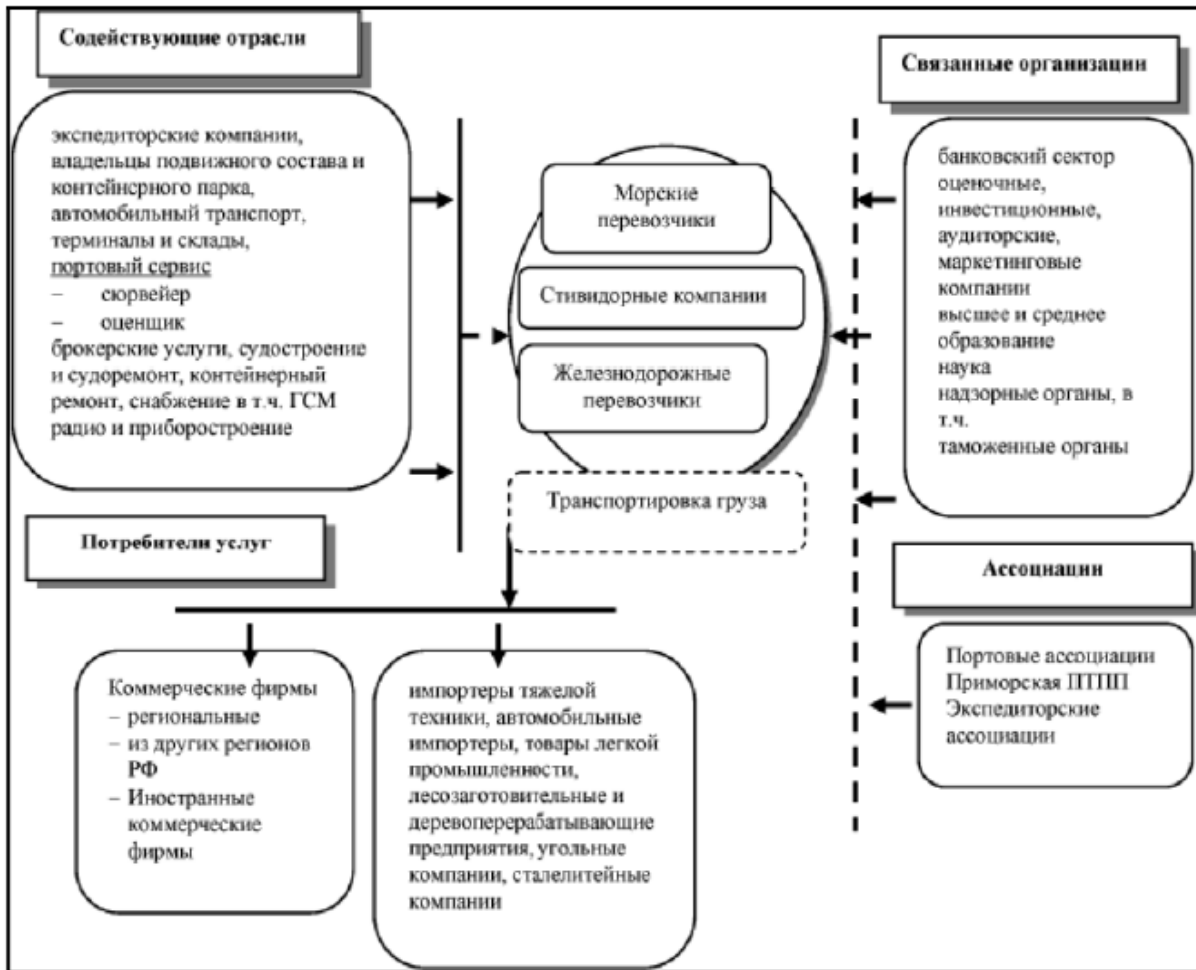 Содействующие отрасли
экспедиторские компании,
владельцы подвижного состава и
контейнерного парка,
автомобильный транспорт,
терминалы и склады,
портовый сервис
– сюрвейер
– оценщик
брокерские услуги, судостроение
и судоремонт, контейнерный
ремонт, снабжение в т.ч. ГСМ
радио и приборостроение
Морские
перевозчики
Стивидорные компании
Железнодорожные
перевозчики
Транспортировка груза
Связанные организации
банковский сектор
оценочные,
инвестиционные,
аудиторские,
маркетинговые
компании
высшее и среднее
образование
наука
надзорные органы, в
т.ч.
таможенные органы
Ассоциации
Портовые ассоциации
Приморская ПТПП
Экспедиторские
ассоциации
Потребители услуг
Коммерческие фирмы
– региональные
– из других регионов
РФ
– Иностранные
коммерческие
фирмы
импортеры тяжелой
техники, автомобильные
импортеры, товары легкой
промышленности,
лесозаготовительные и
деревоперерабатывающие
предприятия, угольные
компании, сталелитейные
компании